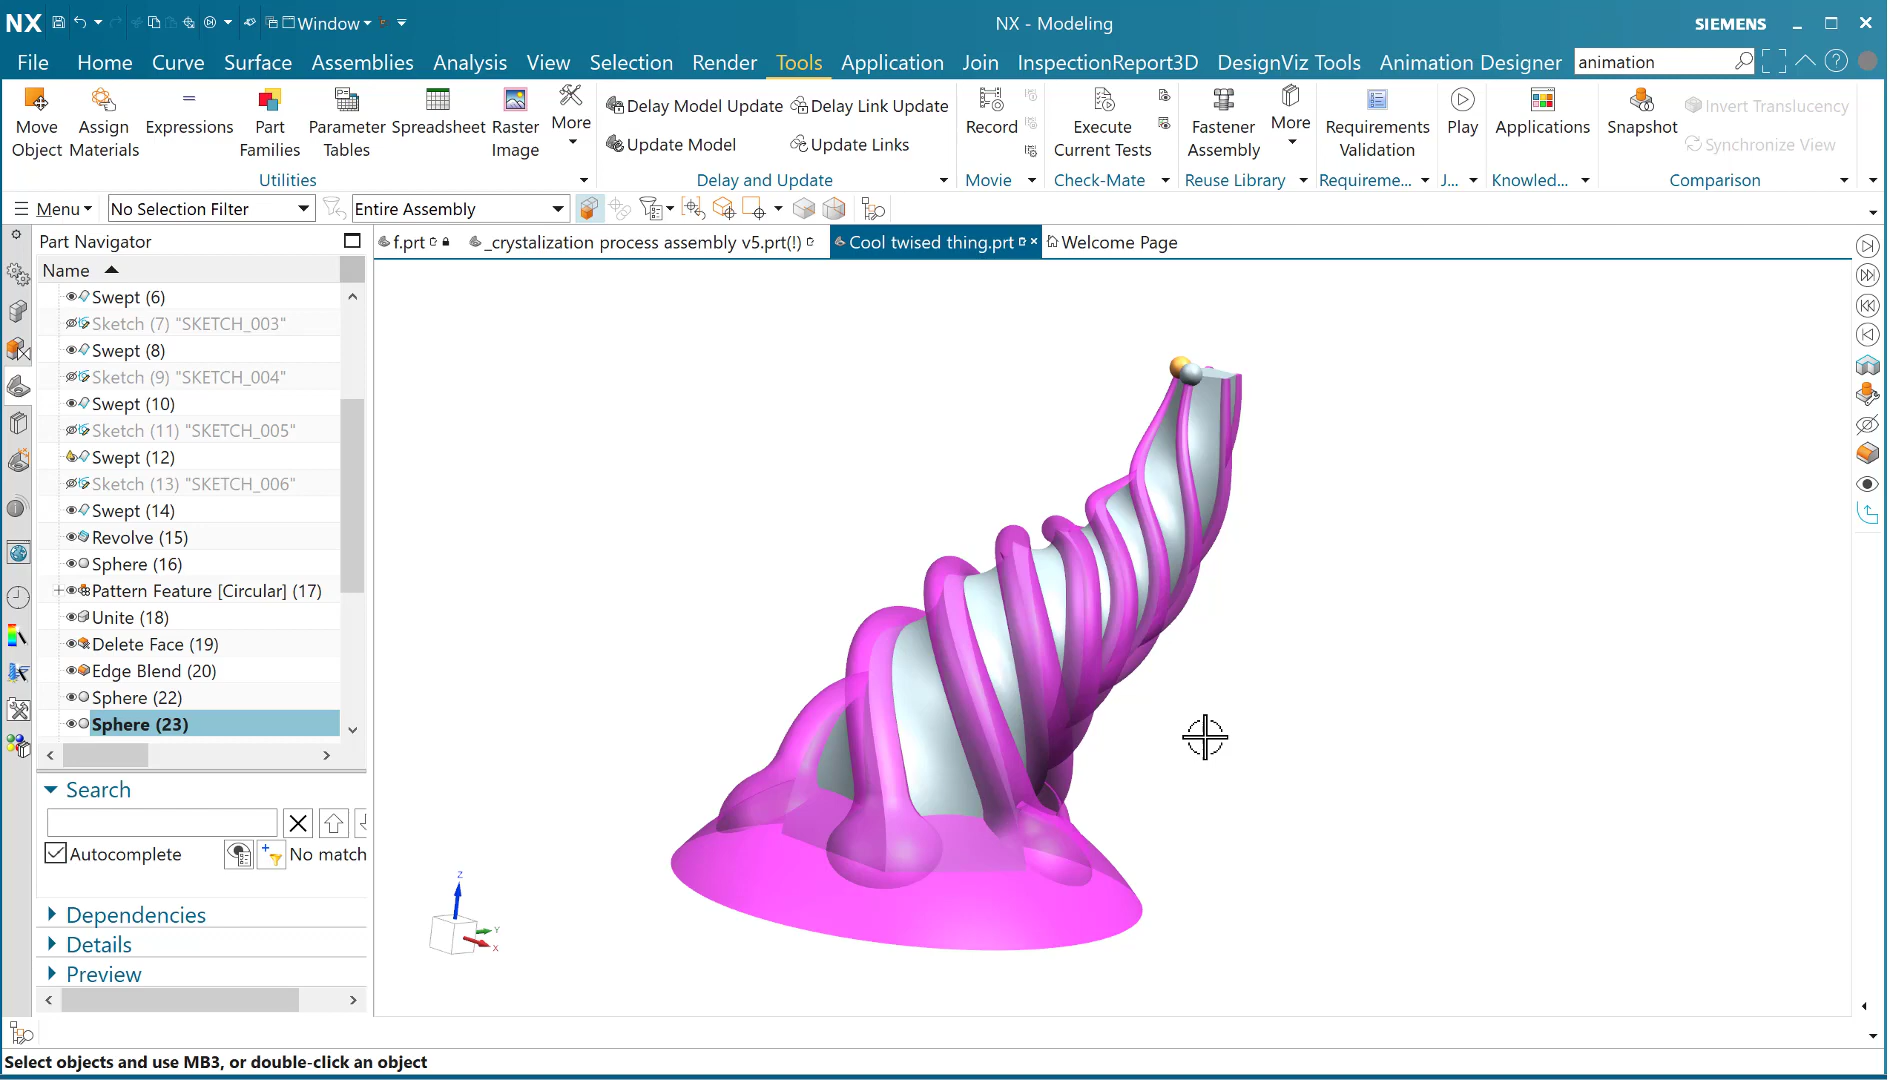 NX Window NX - Modeling SIEMENS
File Home Curve Surface Assemblies Analysis View Selection Render Tools Application Join InspectionReport3D DesignViz Tools Animation Designer animation
Move Object
Assign Materials
Expressions
Part Families
Parameter Tables
Spreadsheet
Raster Image
More
Utilities
Delay Model Update
Delay Link Update
Update Model
Update Links
Delay and Update
Record
Movie
Execute Current Tests
Check-Mate
Fastener Assembly
More
Reuse Library
Requirements Validation
Requireme...
Play
J...
Applications
Knowled...
Snapshot
Invert Translucency
Synchronize View
Comparison
Menu No Selection Filter Entire Assembly
Part Navigator
f.prt _crystalization process assembly v5.prt(!) Cool twised thing.prt Welcome Page
Name
Swept (6)
Sketch (7) "SKETCH_003"
Swept (8)
Sketch (9) "SKETCH_004"
Swept (10)
Sketch (11) "SKETCH_005"
Swept (12)
Sketch (13) "SKETCH_006"
Swept (14)
Revolve (15)
Sphere (16)
Pattern Feature [Circular] (17)
Unite (18)
Delete Face (19)
Edge Blend (20)
Sphere (22)
Sphere (23)
Search
Autocomplete No match
Dependencies
Details
Preview
Z
Y
X
Select objects and use MB3, or double-click an object